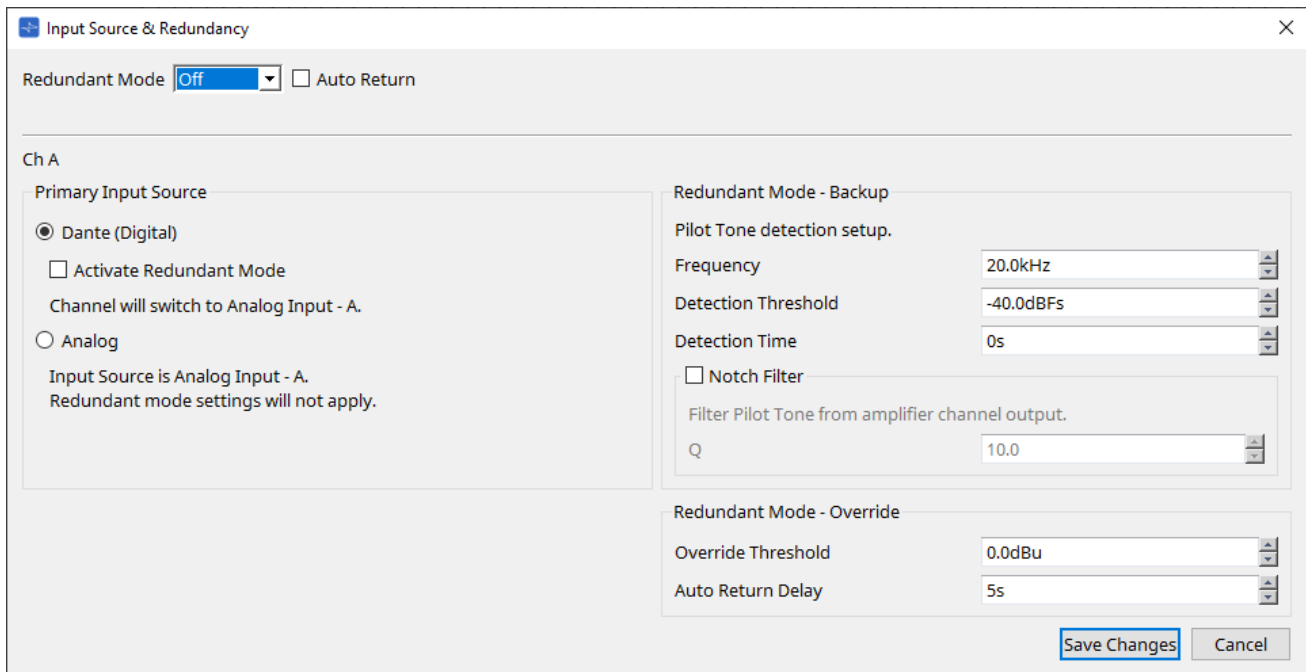 Input Source & Redundancy
Redundant Mode Off Auto Return
Ch A
Primary Input Source
Dante (Digital)
Activate Redundant Mode
Channel will switch to Analog Input - A.
Analog
Input Source is Analog Input - A.
Redundant mode settings will not apply.
Redundant Mode - Backup
Pilot Tone detection setup.
Frequency 20.0kHz
Detection Threshold -40.0dBFs
Detection Time 0s
Notch Filter
Filter Pilot Tone from amplifier channel output.
Q 10.0
Redundant Mode - Override
Override Threshold 0.0dBu
Auto Return Delay 5s
Save Changes Cancel